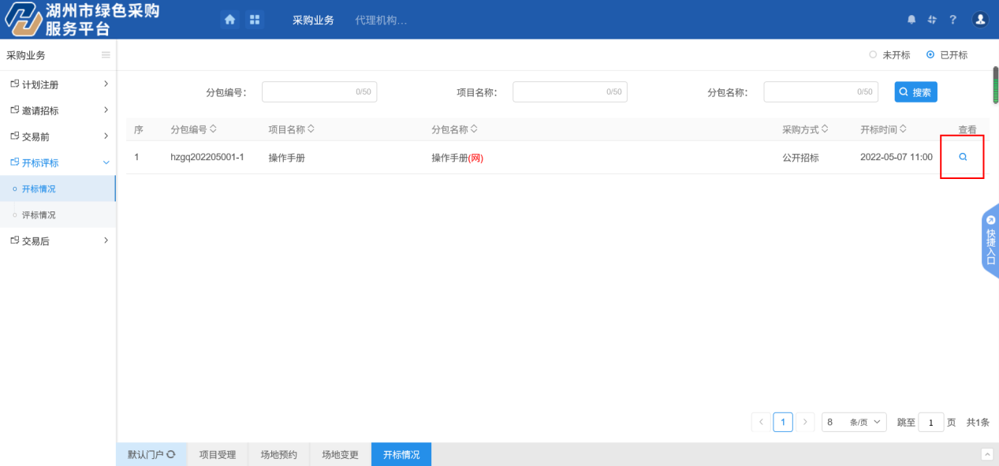 湖州市绿色采购
服务平台
采购业务 代理机构...
?
采购业务
未开标 已开标
计划注册
邀请招标
交易前
开标评标
开标情况
评标情况
交易后
分包编号: 0/50 项目名称: 0/50 分包名称: 0/50 搜索
序 分包编号 项目名称 分包名称 采购方式 开标时间 查看
1 hzgq202205001-1 操作手册 操作手册(网) 公开招标 2022-05-07 11:00
快捷入口
1 8 条/页 跳至 1 页 共1条
默认门户 项目受理 场地预约 场地变更 开标情况